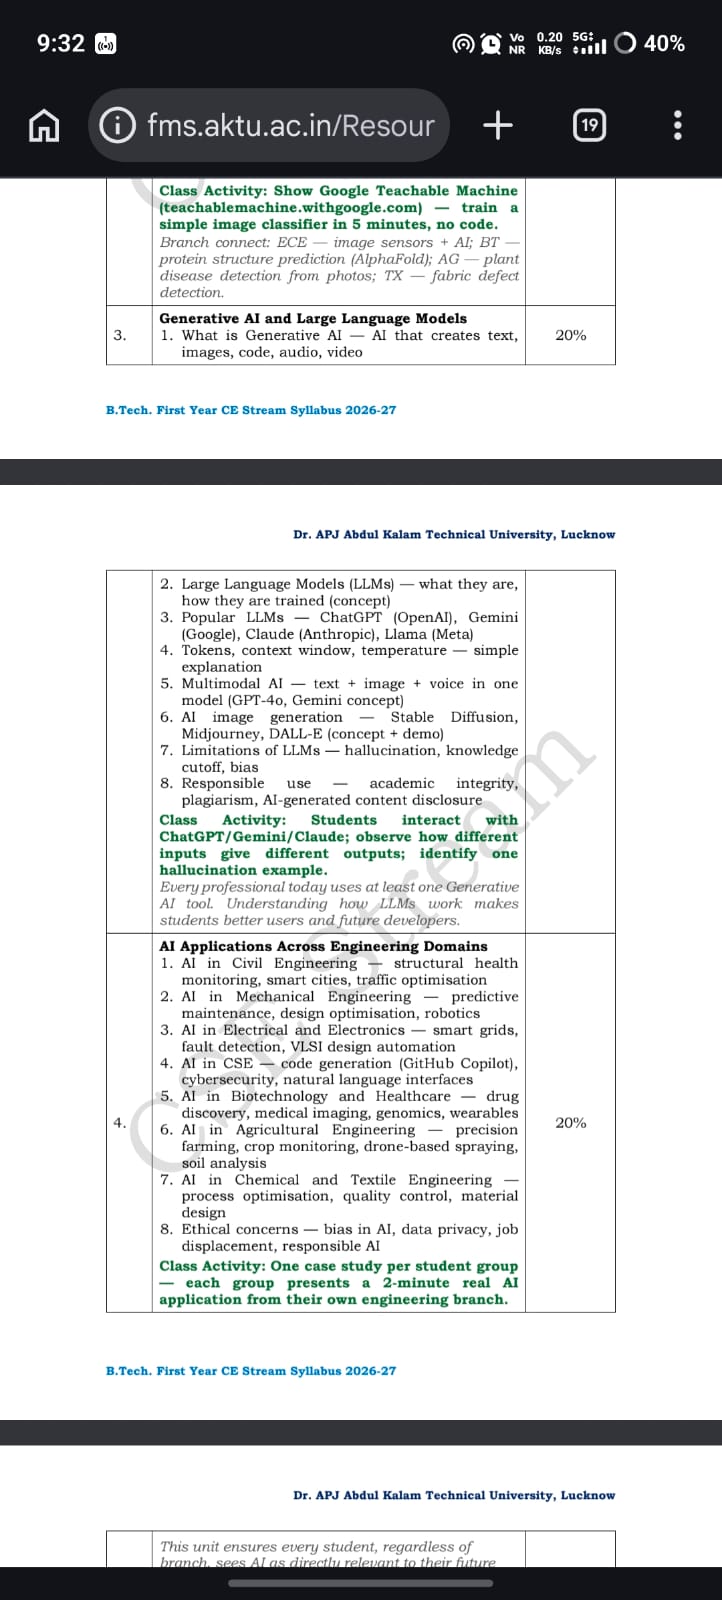 9:32
Vo NR 0.20 KB/s 5G 40%
fms.aktu.ac.in/Resour
19
Class Activity: Show Google Teachable Machine
(teachablemachine.withgoogle.com) — train a
simple image classifier in 5 minutes, no code.
Branch connect: ECE — image sensors + AI; BT —
protein structure prediction (AlphaFold); AG — plant
disease detection from photos; TX — fabric defect
detection.
Generative AI and Large Language Models
3. 1. What is Generative AI — AI that creates text, 20%
images, code, audio, video
B.Tech. First Year CE Stream Syllabus 2026-27
Dr. APJ Abdul Kalam Technical University, Lucknow
2. Large Language Models (LLMs) — what they are,
how they are trained (concept)
3. Popular LLMs — ChatGPT (OpenAI), Gemini
(Google), Claude (Anthropic), Llama (Meta)
4. Tokens, context window, temperature — simple
explanation
5. Multimodal AI — text + image + voice in one
model (GPT-4o, Gemini concept)
6. AI image generation — Stable Diffusion,
Midjourney, DALL-E (concept + demo)
7. Limitations of LLMs — hallucination, knowledge
cutoff, bias
8. Responsible use — academic integrity,
plagiarism, AI-generated content disclosure
Class Activity: Students interact with
ChatGPT/Gemini/Claude; observe how different
inputs give different outputs; identify one
hallucination example.
Every professional today uses at least one Generative
AI tool. Understanding how LLMs work makes
students better users and future developers.
AI Applications Across Engineering Domains
1. AI in Civil Engineering — structural health
monitoring, smart cities, traffic optimisation
2. AI in Mechanical Engineering — predictive
maintenance, design optimisation, robotics
3. AI in Electrical and Electronics — smart grids,
fault detection, VLSI design automation
4. AI in CSE — code generation (GitHub Copilot),
cybersecurity, natural language interfaces
5. AI in Biotechnology and Healthcare — drug
discovery, medical imaging, genomics, wearables
4. 20%
6. AI in Agricultural Engineering — precision
farming, crop monitoring, drone-based spraying,
soil analysis
7. AI in Chemical and Textile Engineering —
process optimisation, quality control, material
design
8. Ethical concerns — bias in AI, data privacy, job
displacement, responsible AI
Class Activity: One case study per student group
— each group presents a 2-minute real AI
application from their own engineering branch.
CSE Stream
B.Tech. First Year CE Stream Syllabus 2026-27
Dr. APJ Abdul Kalam Technical University, Lucknow
This unit ensures every student, regardless of
branch, sees AI as directly relevant to their future